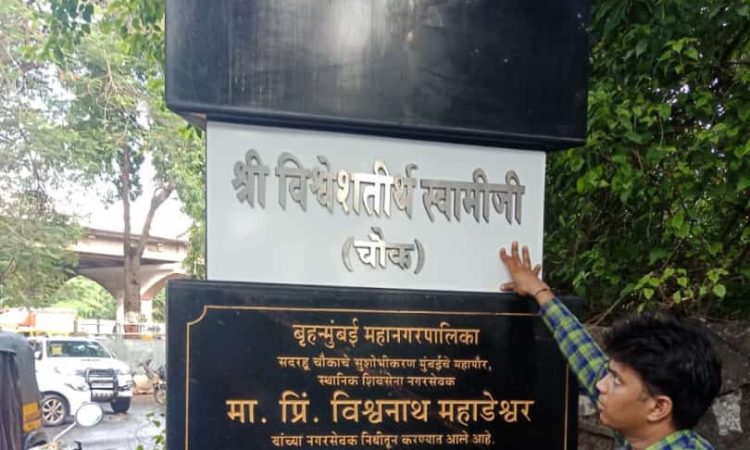 श्री विश्वेशतीर्थ स्वामीजी
(चौक)
बृहन्मुंबई महानगरपालिका
सदरहू चौकाचे सुशोभीकरण मुंबईचे महापौर,
स्थानिक शिवसेना नगरसेवक
मा. प्रिं. विश्वनाथ महाडेश्वर
यांच्या नगरसेवक निधीतून करण्यात आले आहे.